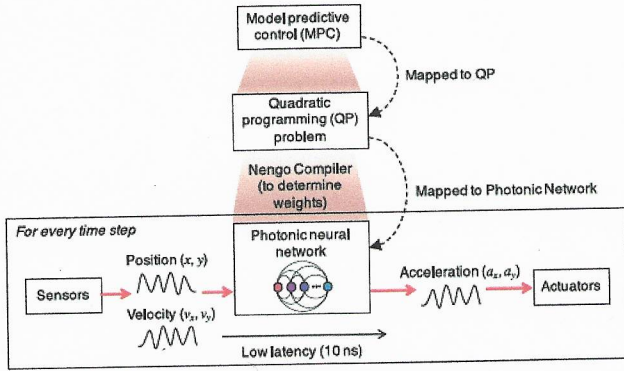 Model predictive
control (MPC)
Mapped to QP
Quadratic
programming (QP)
problem
Nengo Compiler
(to determine
weights)
Mapped to Photonic Network
For every time step
Photonic neural
network
Position (x, y)
Sensors
Velocity (vx, vy)
Acceleration (ax, ay)
Actuators
Low latency (10 ns)